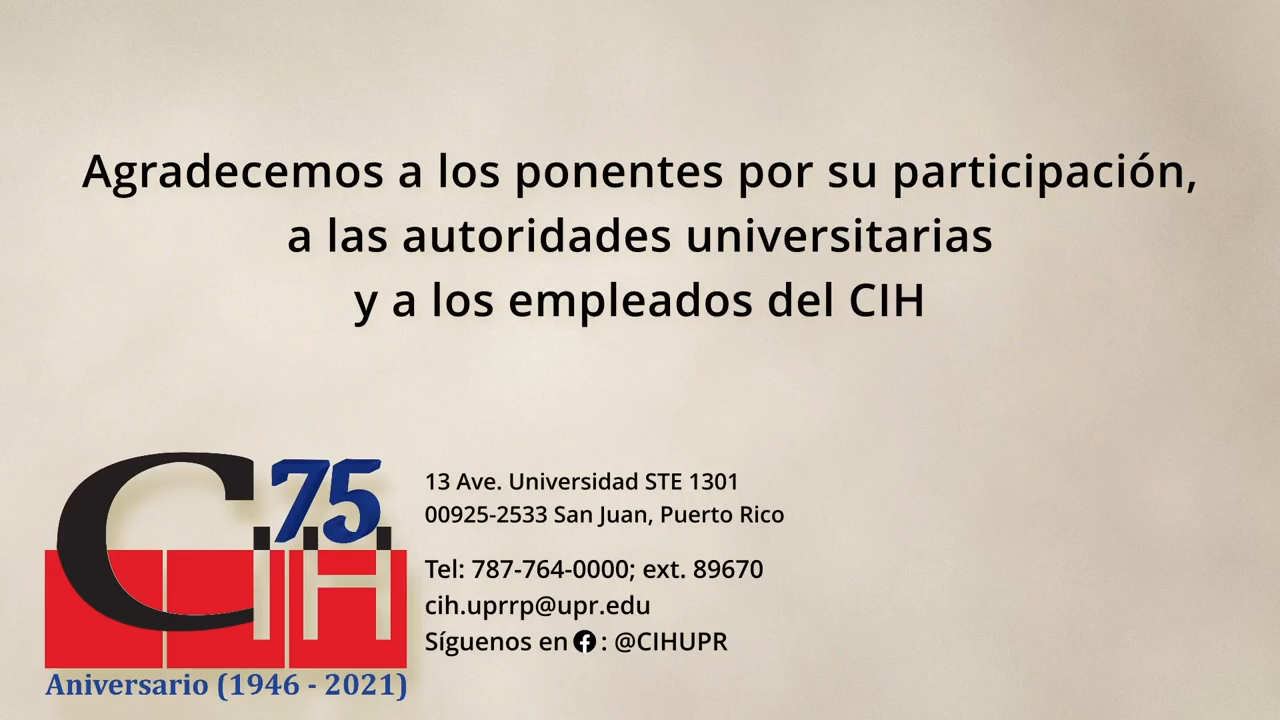 Agradecemos a los ponentes por su participación,
a las autoridades universitarias
y a los empleados del CIH
75
CIH
Aniversario (1946 - 2021)
13 Ave. Universidad STE 1301
00925-2533 San Juan, Puerto Rico
Tel: 787-764-0000; ext. 89670
cih.uprrp@upr.edu
Síguenos en : @CIHUPR